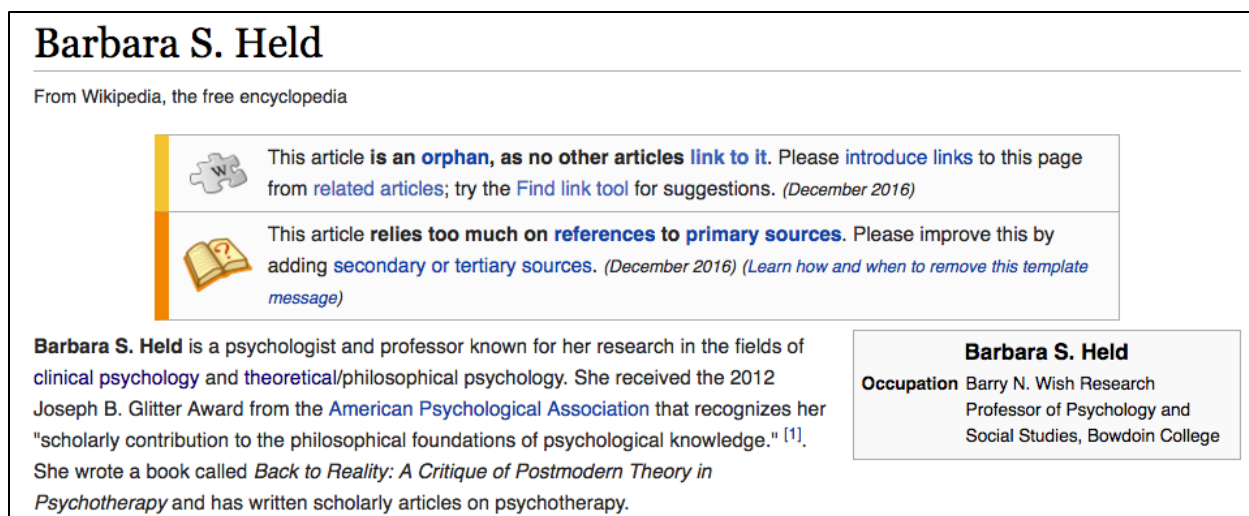 Barbara S. Held
From Wikipedia, the free encyclopedia
This article is an orphan, as no other articles link to it. Please introduce links to this page
from related articles; try the Find link tool for suggestions. (December 2016)
This article relies too much on references to primary sources. Please improve this by
adding secondary or tertiary sources. (December 2016) (Learn how and when to remove this template
message)
Barbara S. Held is a psychologist and professor known for her research in the fields of
clinical psychology and theoretical/philosophical psychology. She received the 2012
Joseph B. Glitter Award from the American Psychological Association that recognizes her
"scholarly contribution to the philosophical foundations of psychological knowledge." [1].
She wrote a book called Back to Reality: A Critique of Postmodern Theory in
Psychotherapy and has written scholarly articles on psychotherapy.
Barbara S. Held
Occupation Barry N. Wish Research
Professor of Psychology and
Social Studies, Bowdoin College